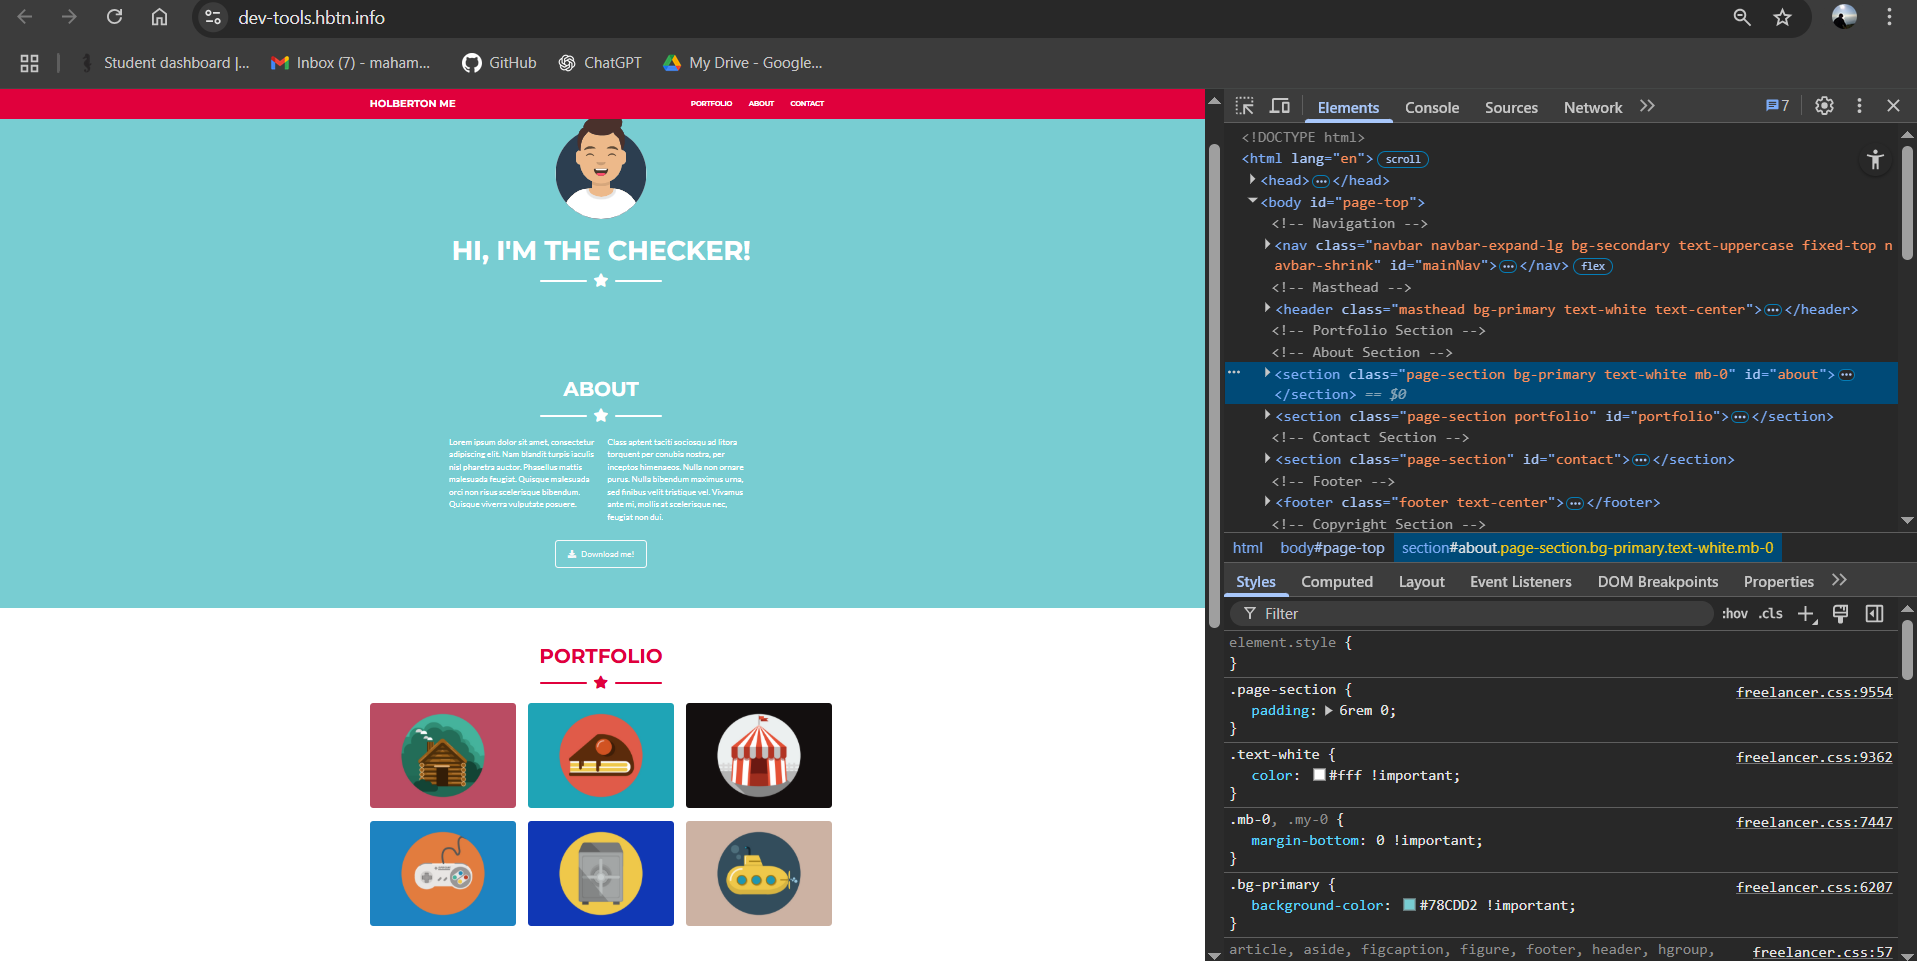 dev-tools.hbtn.info
Student dashboard |...
Inbox (7) - maham...
GitHub
ChatGPT
My Drive - Google...
HOLBERTON ME
PORTFOLIO
ABOUT
CONTACT
HI, I'M THE CHECKER!
ABOUT
Lorem ipsum dolor sit amet, consectetur
adipiscing elit. Nam blandit turpis iaculis
nisl pharetra auctor. Phasellus mattis
malesuada feugiat. Quisque malesuada
orci non risus scelerisque bibendum.
Quisque viverra vulputate posuere.
Class aptent taciti sociosqu ad litora
torquent per conubia nostra, per
inceptos himenaeos. Nulla non ornare
purus. Nulla bibendum maximus urna,
sed finibus velit tristique vel. Vivamus
ante mi, mollis at scelerisque nec,
feugiat non dui.
Download me!
PORTFOLIO
Elements
Console
Sources
Network
7
<!DOCTYPE html>
<html lang="en"> scroll
<head> ··· </head>
<body id="page-top">
<!-- Navigation -->
<nav class="navbar navbar-expand-lg bg-secondary text-uppercase fixed-top n
avbar-shrink" id="mainNav"> ··· </nav> flex
<!-- Masthead -->
<header class="masthead bg-primary text-white text-center"> ··· </header>
<!-- Portfolio Section -->
<!-- About Section -->
··· <section class="page-section bg-primary text-white mb-0" id="about"> ···
</section> == $0
<section class="page-section portfolio" id="portfolio"> ··· </section>
<!-- Contact Section -->
<section class="page-section" id="contact"> ··· </section>
<!-- Footer -->
<footer class="footer text-center"> ··· </footer>
<!-- Copyright Section -->
html
body#page-top
section#about.page-section.bg-primary.text-white.mb-0
Styles
Computed
Layout
Event Listeners
DOM Breakpoints
Properties
Filter
:hov
.cls
element.style {
}
.page-section {
freelancer.css:9554
padding: 6rem 0;
}
.text-white {
freelancer.css:9362
color: #fff !important;
}
.mb-0, .my-0 {
freelancer.css:7447
margin-bottom: 0 !important;
}
.bg-primary {
freelancer.css:6207
background-color: #78CDD2 !important;
}
article, aside, figcaption, figure, footer, header, hgroup,
freelancer.css:57